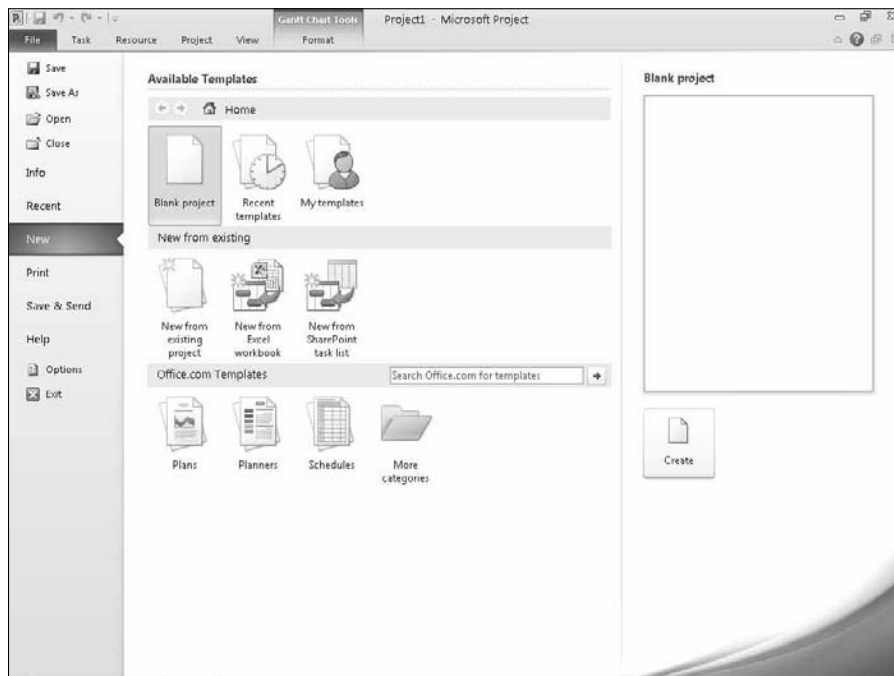 Gantt Chart Tools
Project1 - Microsoft Project
File Task Resource Project View Format
Save
Save As
Open
Close
Info
Recent
New
Print
Save & Send
Help
Options
Exit
Available Templates
Home
Blank project
Recent templates
My templates
New from existing
New from existing project
New from Excel workbook
New from SharePoint task list
Office.com Templates
Search Office.com for templates
Plans
Planners
Schedules
More categories
Blank project
Create